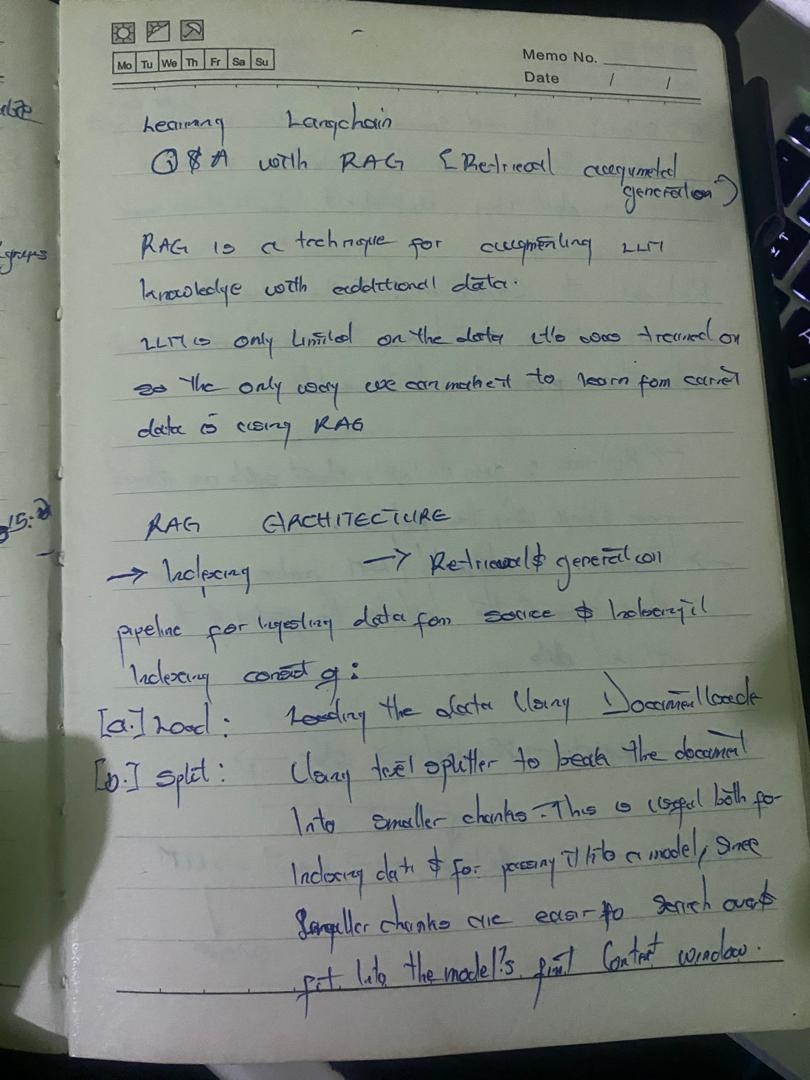 Mo Tu We Th Fr Sa Su
Memo No.
Date / /
Learning Langchain
Q & A with RAG {Retrieval augumented
generation}
RAG is a technique for augmenting LLM
knowledge with additional data.
LLM is only limited on the data it's was trained on
so the only way we can make it to learn from current
data is using RAG
RAG ARCHITECTURE
→ Indexing → Retrieval & generation
pipeline for ingesting data from source & Indexing it
Indexing consist of:
[a.] Load: Loading the data Using Documentloader
[b.] Split: Using text splitter to break the document
Into smaller chunks. This is useful both for
Indexing data & for passing it into a model, since
smaller chunks are easier to search over &
fit Into the model's finit Context window.
groups
15: